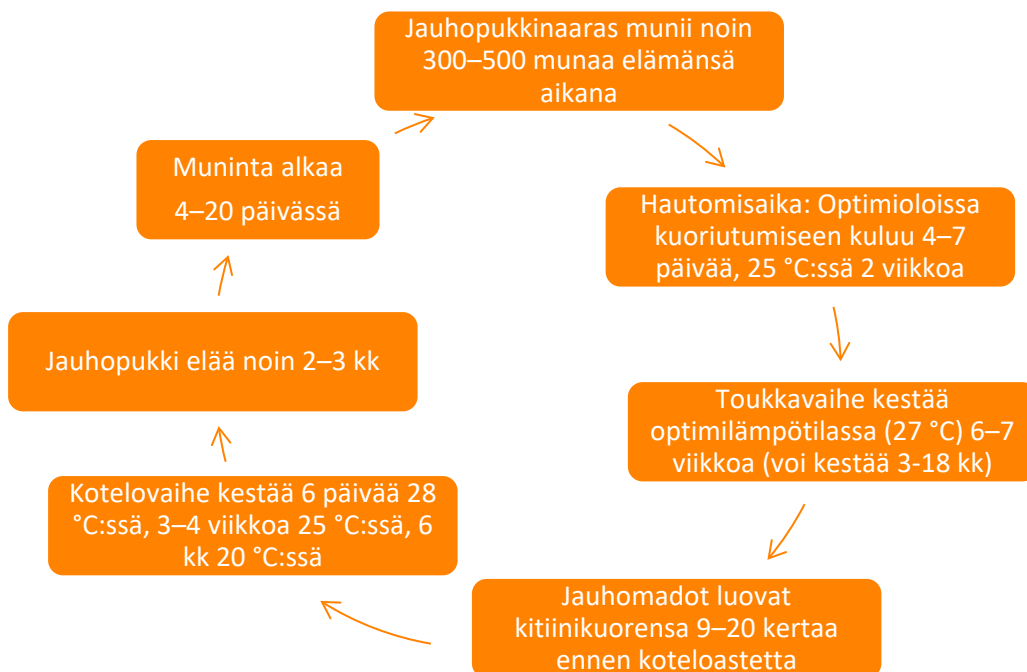 Jauhopukkinaaras munii noin
300–500 munaa elämänsä
aikana
Hautomisaika: Optimioloissa
kuoriutumiseen kuluu 4–7
päivää, 25 °C:ssä 2 viikkoa
Toukkavaihe kestää
optimilämpötilassa (27 °C) 6–7
viikkoa (voi kestää 3-18 kk)
Jauhomadot luovat
kitiinikuorensa 9–20 kertaa
ennen koteloastetta
Kotelovaihe kestää 6 päivää 28
°C:ssä, 3–4 viikkoa 25 °C:ssä, 6
kk 20 °C:ssä
Jauhopukki elää noin 2–3 kk
Muninta alkaa
4–20 päivässä